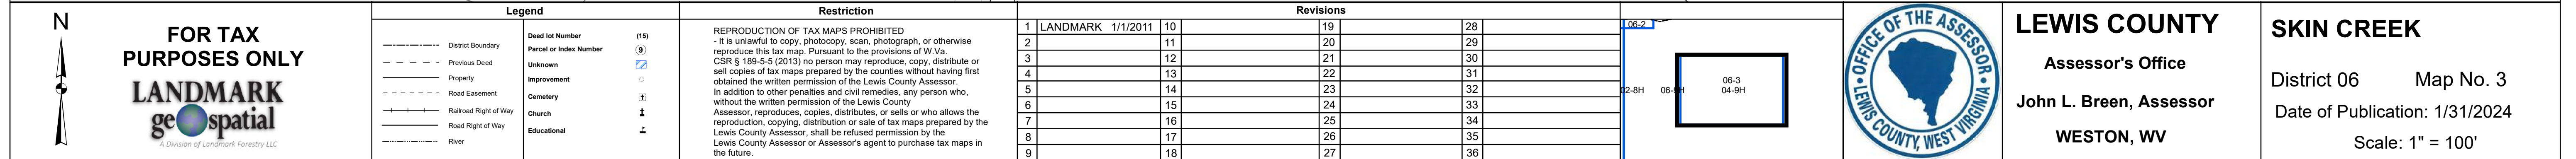 N
FOR TAX
PURPOSES ONLY
LANDMARK
geospatial
A Division of Landmark Forestry LLC
Legend
District Boundary
Previous Deed
Property
Road Easement
Railroad Right of Way
Road Right of Way
River
Deed lot Number (15)
Parcel or Index Number 9
Unknown
Improvement
Cemetery
Church
Educational
Restriction
REPRODUCTION OF TAX MAPS PROHIBITED
- It is unlawful to copy, photocopy, scan, photograph, or otherwise
reproduce this tax map. Pursuant to the provisions of W.Va.
CSR § 189-5-5 (2013) no person may reproduce, copy, distribute or
sell copies of tax maps prepared by the counties without having first
obtained the written permission of the Lewis County Assessor.
In addition to other penalties and civil remedies, any person who,
without the written permission of the Lewis County
Assessor, reproduces, copies, distributes, or sells or who allows the
reproduction, copying, distribution or sale of tax maps prepared by the
Lewis County Assessor, shall be refused permission by the
Lewis County Assessor or Assessor's agent to purchase tax maps in
the future.
Revisions
1 LANDMARK 1/1/2011 10 19 28
2 11 20 29
3 12 21 30
4 13 22 31
5 14 23 32
6 15 24 33
7 16 25 34
8 17 26 35
9 18 27 36
06-2
06-3
02-8H 06-9H 04-9H
OFFICE OF THE ASSESSOR
LEWIS COUNTY, WEST VIRGINIA
LEWIS COUNTY
Assessor's Office
John L. Breen, Assessor
WESTON, WV
SKIN CREEK
District 06 Map No. 3
Date of Publication: 1/31/2024
Scale: 1" = 100'